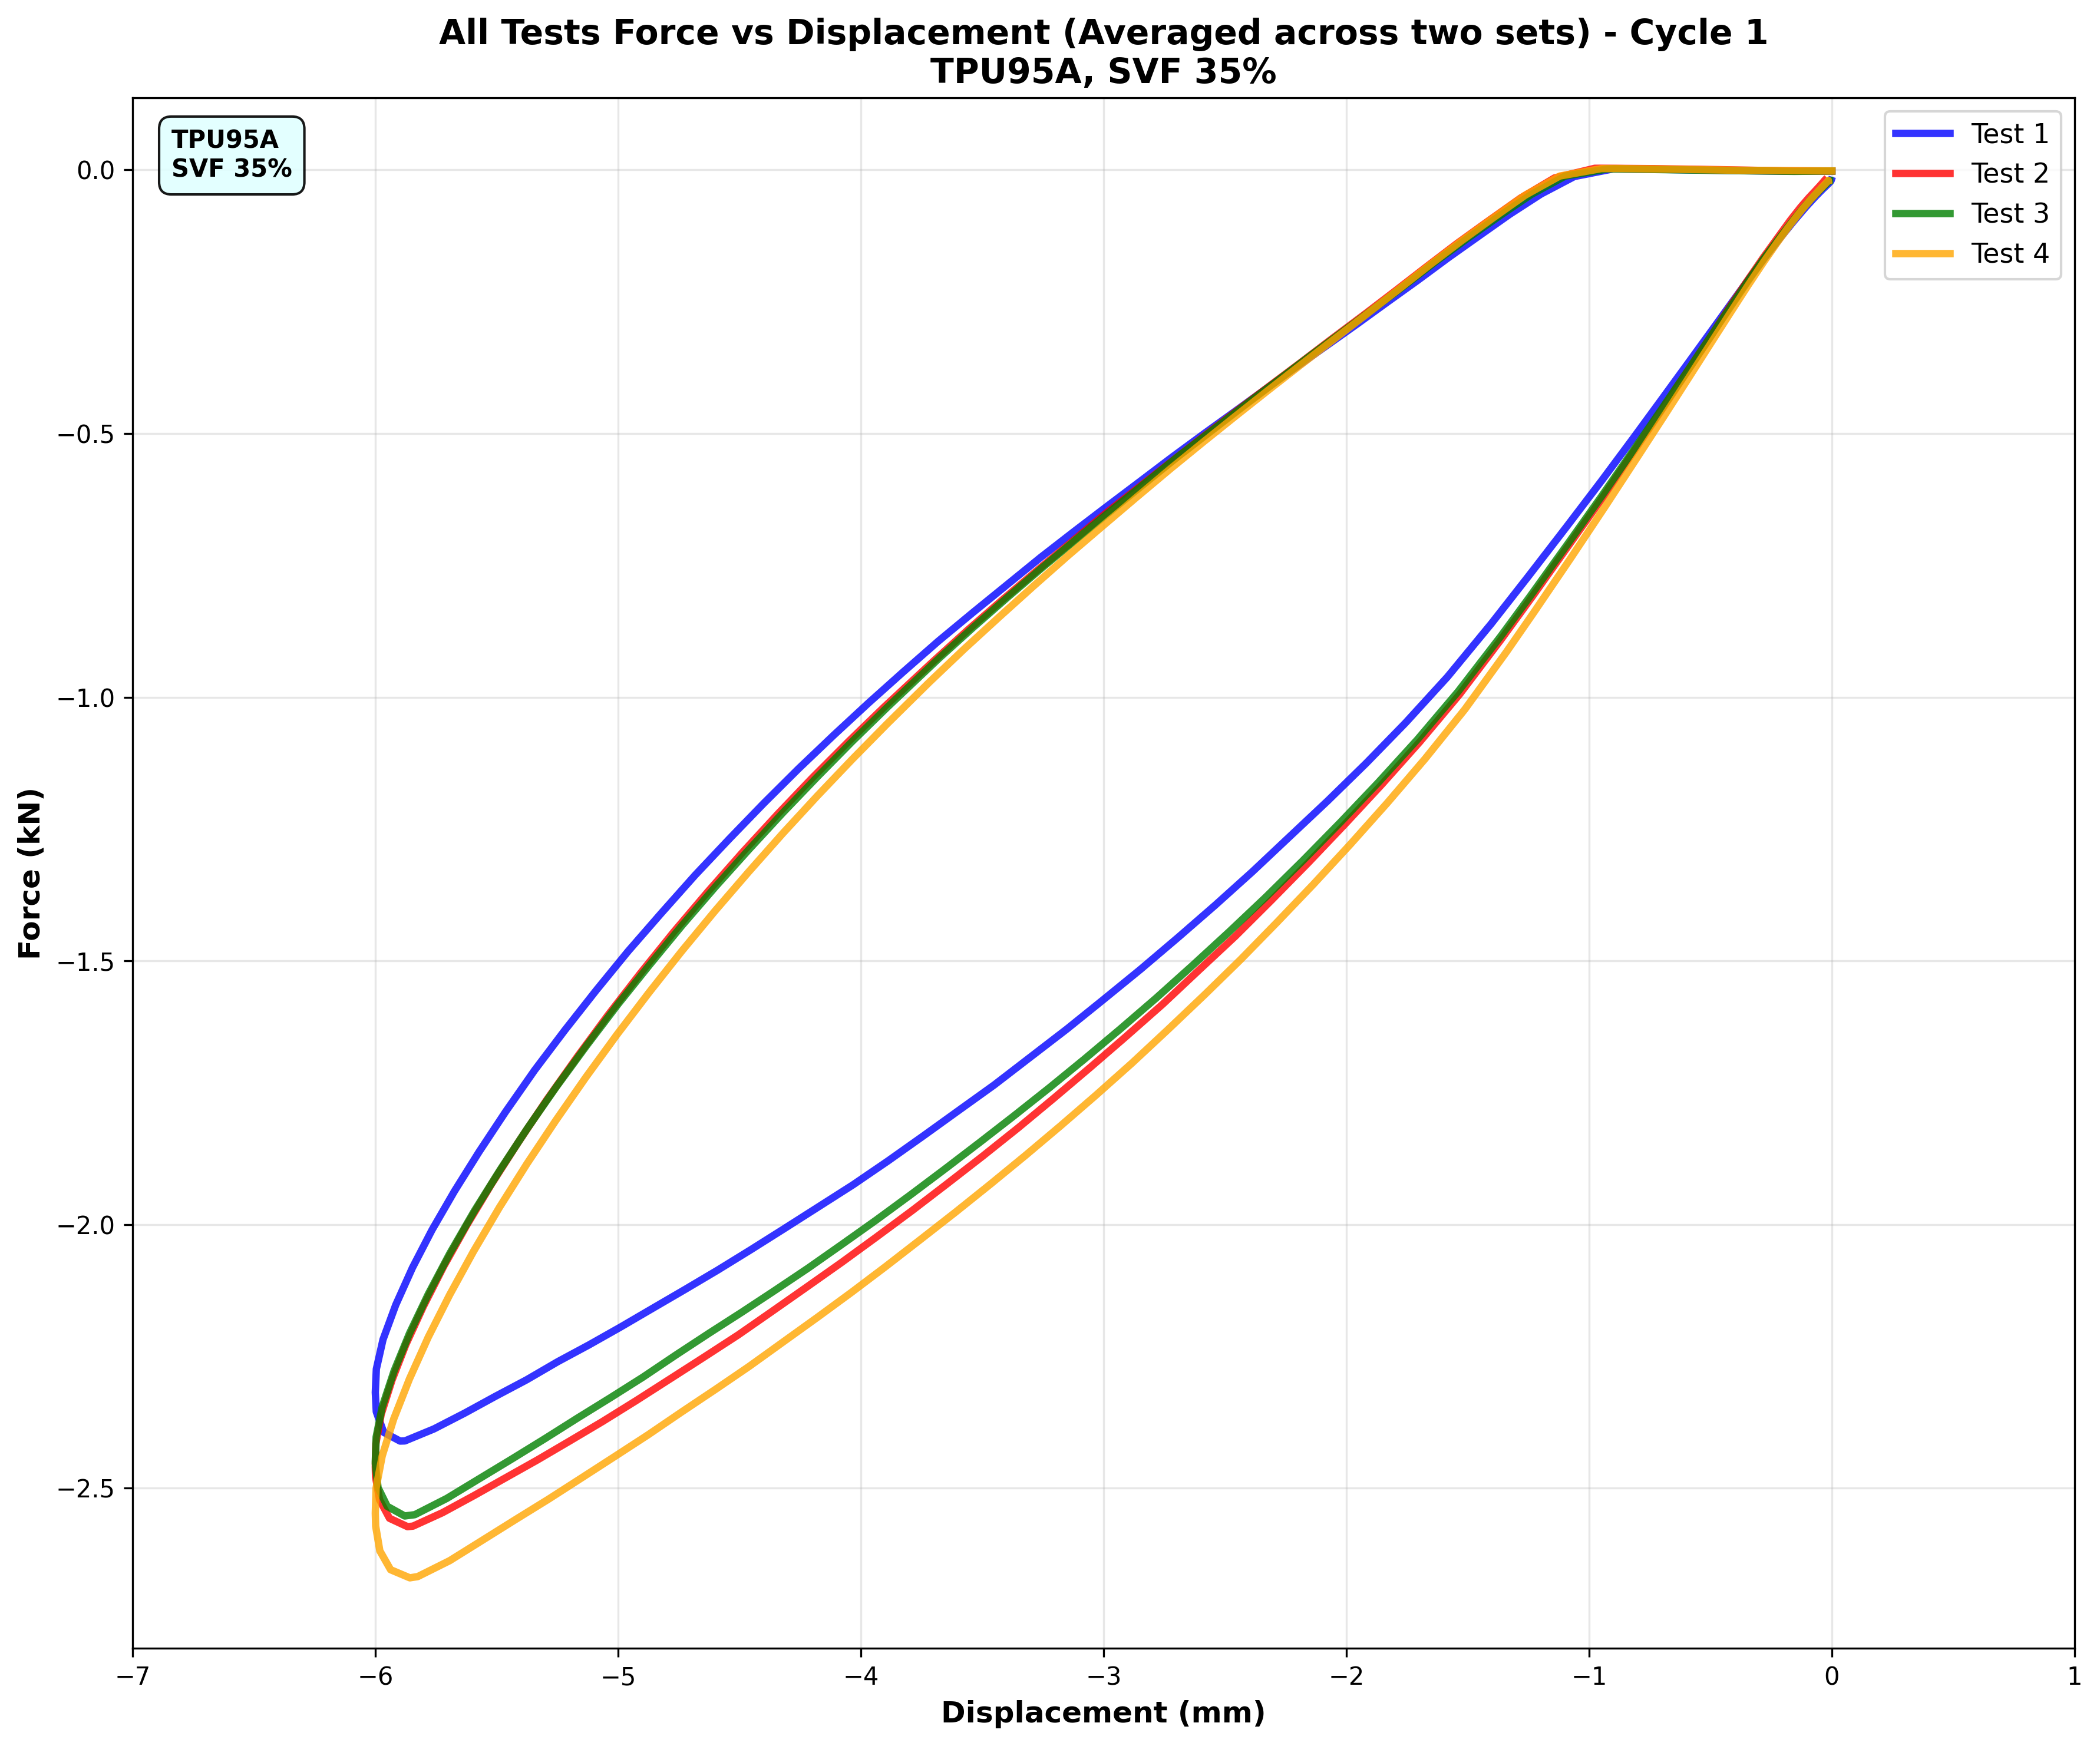 All Tests Force vs Displacement (Averaged across two sets) - Cycle 1
TPU95A, SVF 35%
TPU95A
SVF 35%
Test 1
Test 2
Test 3
Test 4
0.0
−0.5
−1.0
−1.5
−2.0
−2.5
Force (kN)
−7
−6
−5
−4
−3
−2
−1
0
1
Displacement (mm)